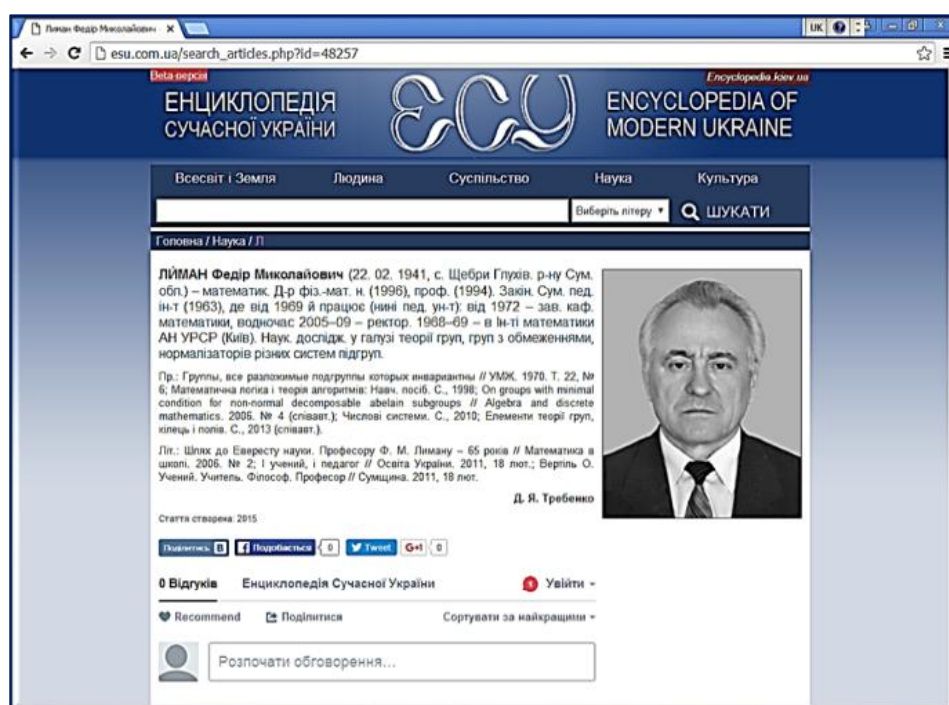 Лиман Федір Миколайович
UK
esu.com.ua/search_articles.php?id=48257
Beta-версія
Encyclopedia.kiev.ua
ЕНЦИКЛОПЕДІЯ
СУЧАСНОЇ УКРАЇНИ
ЕСУ
ENCYCLOPEDIA OF
MODERN UKRAINE
Всесвіт і Земля Людина Суспільство Наука Культура
Виберіть літеру ШУКАТИ
Головна / Наука / Л
ЛИ́МАН Федір Миколайович (22. 02. 1941, с. Щебри Глухів. р-ну Сум.
обл.) – математик. Д-р фіз.-мат. н. (1996), проф. (1994). Закін. Сум. пед.
ін-т (1963), де від 1969 й працює (нині пед. ун-т): від 1972 – зав. каф.
математики, водночас 2005–09 – ректор. 1968–69 – в Ін-ті математики
АН УРСР (Київ). Наук. дослідж. у галузі теорії груп, груп з обмеженнями,
нормалізаторів різних систем підгруп.
Пр.: Группы, все разложимые подгруппы которых инвариантны // УМЖ. 1970. Т. 22, №
6; Математична логіка і теорія алгоритмів: Навч. посіб. С., 1998; On groups with minimal
condition for non-normal decomposable abelain subgroups // Algebra and discrete
mathematics. 2006. № 4 (співавт.); Числові системи. С., 2010; Елементи теорії груп,
кілець і полів. С., 2013 (співавт.).
Літ.: Шлях до Евересту науки. Професору Ф. М. Лиману – 65 років // Математика в
школі. 2006. № 2; І учений, і педагог // Освіта України. 2011, 18 лют.; Вертіль О.
Учений. Учитель. Філософ. Професор // Сумщина. 2011, 18 лют.
Д. Я. Требенко
Стаття створена: 2015
Поділитись B Подобається 0 Tweet G+1 0
0 Відгуків Енциклопедія Сучасної України Увійти
Recommend Поділитися Сортувати за найкращими
Розпочати обговорення...